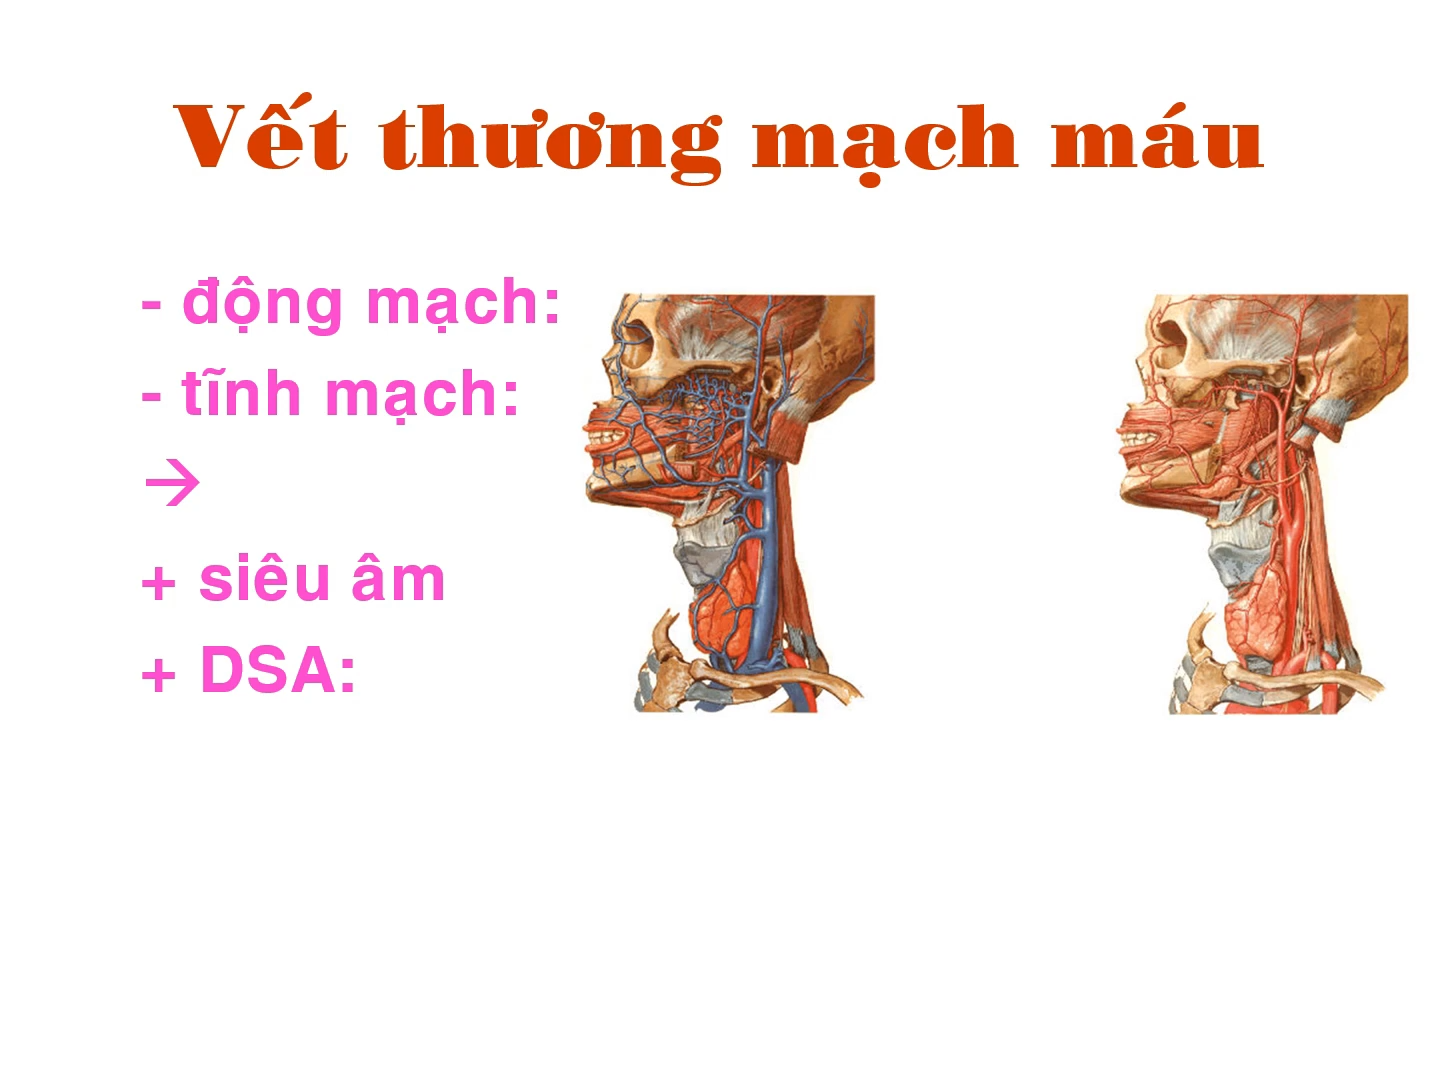 Vết thương mạch máu
- động mạch:
- tĩnh mạch:
→
+ siêu âm
+ DSA: